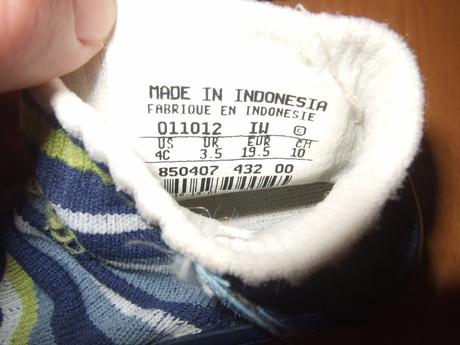 MADE IN INDONESIA
FABRIQUE EN INDONESIE
011012 IW ©
US UK EUR CH
4C 3.5 19.5 10
850407 432 00